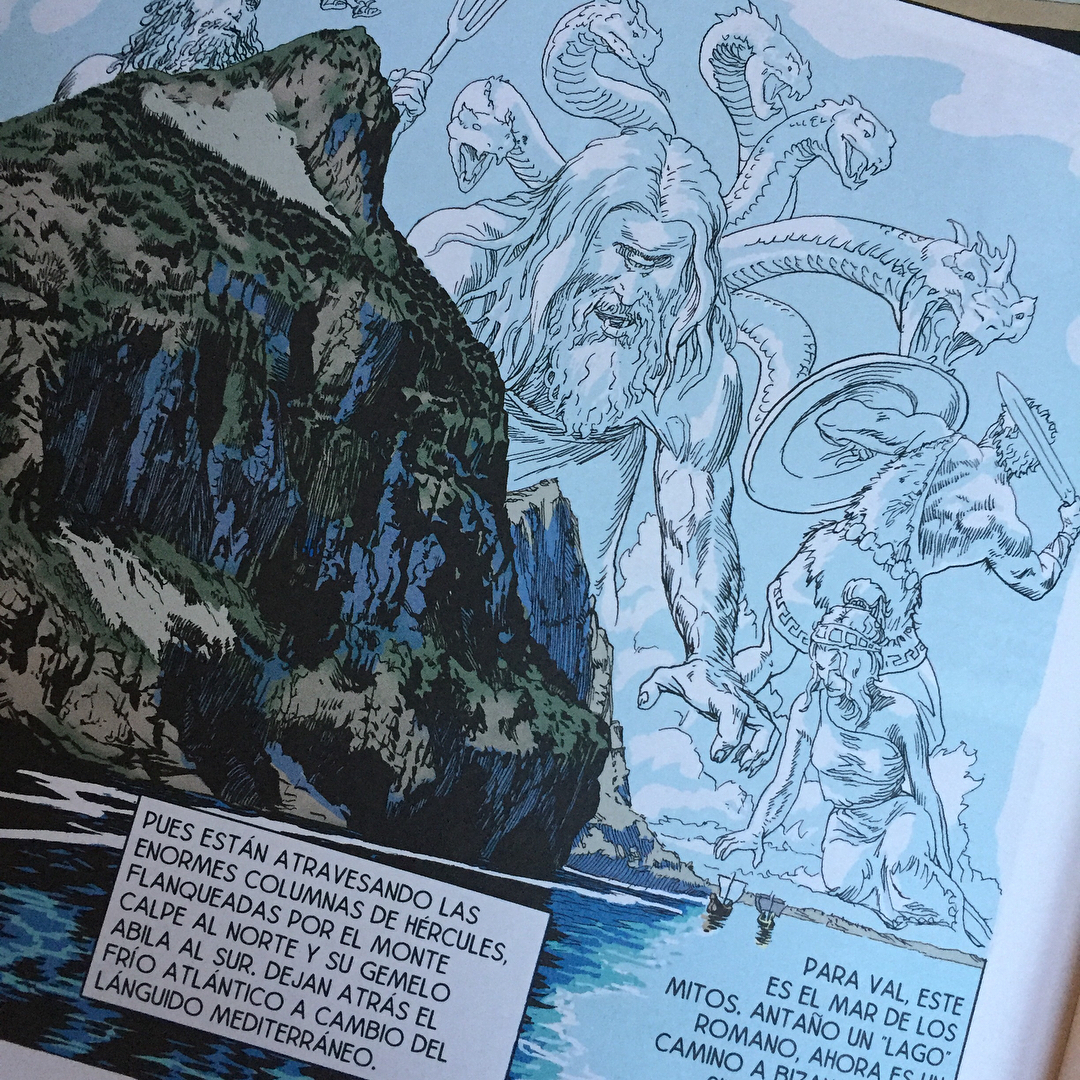 PUES ESTÁN ATRAVESANDO LAS
ENORMES COLUMNAS DE HÉRCULES,
FLANQUEADAS POR EL MONTE
CALPE AL NORTE Y SU GEMELO
ABILA AL SUR. DEJAN ATRÁS EL
FRÍO ATLÁNTICO A CAMBIO DEL
LÁNGUIDO MEDITERRÁNEO.
PARA VAL, ESTE
ES EL MAR DE LOS
MITOS. ANTAÑO UN "LAGO"
ROMANO, AHORA ES UN
CAMINO A